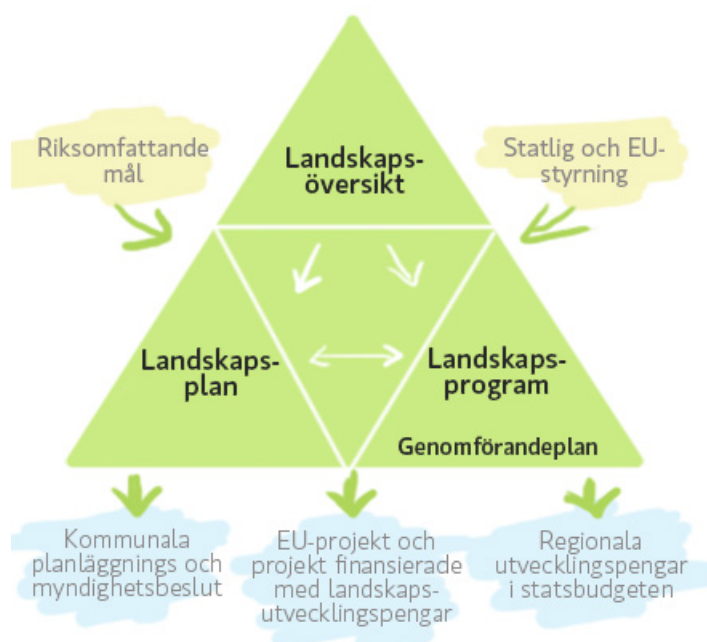 Riksomfattande
mål
Landskaps-
översikt
Statlig och EU-
styrning
Landskaps-
plan
Landskaps-
program
Genomförandeplan
Kommunala
planläggnings och
myndighetsbeslut
EU-projekt och
projekt finansierade
med landskaps-
utvecklingspengar
Regionala
utvecklingspengar
i statsbudgeten